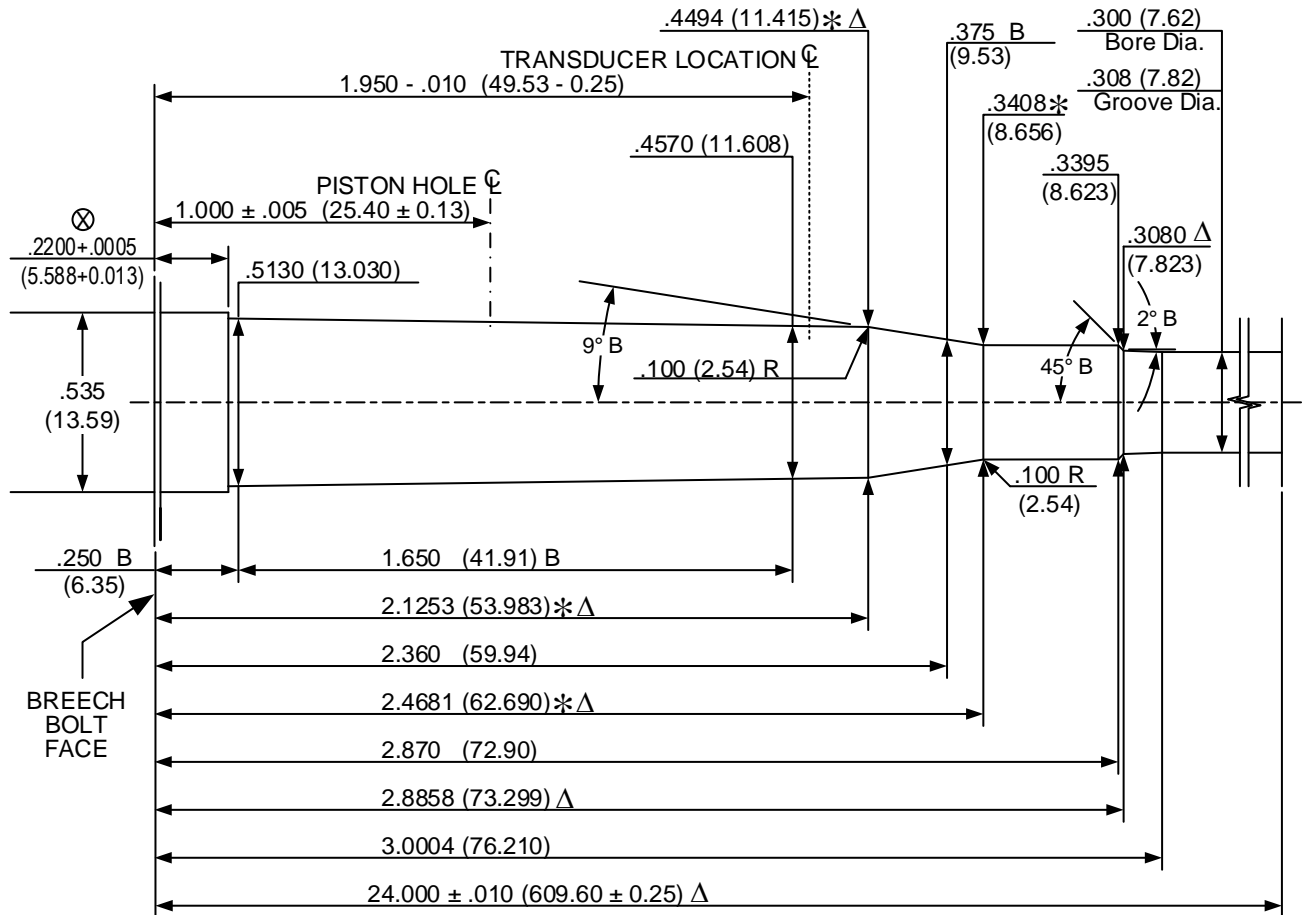 .4494 (11.415)✻ Δ
.375 B
(9.53)
.300 (7.62)
Bore Dia.
TRANSDUCER LOCATION ℄
1.950 - .010 (49.53 - 0.25)
.308 (7.82)
Groove Dia.
.3408✻
(8.656)
.4570 (11.608)
.3395
(8.623)
PISTON HOLE ℄
1.000 ± .005 (25.40 ± 0.13)
⊗
.2200+.0005
(5.588+0.013)
.3080 Δ
(7.823)
.5130 (13.030)
2° B
9° B
.100 (2.54) R
45° B
.535
(13.59)
.100 R
(2.54)
.250 B
(6.35)
1.650 (41.91) B
2.1253 (53.983)✻ Δ
2.360 (59.94)
BREECH
BOLT
FACE
2.4681 (62.690)✻ Δ
2.870 (72.90)
2.8858 (73.299) Δ
3.0004 (76.210)
24.000 ± .010 (609.60 ± 0.25) Δ